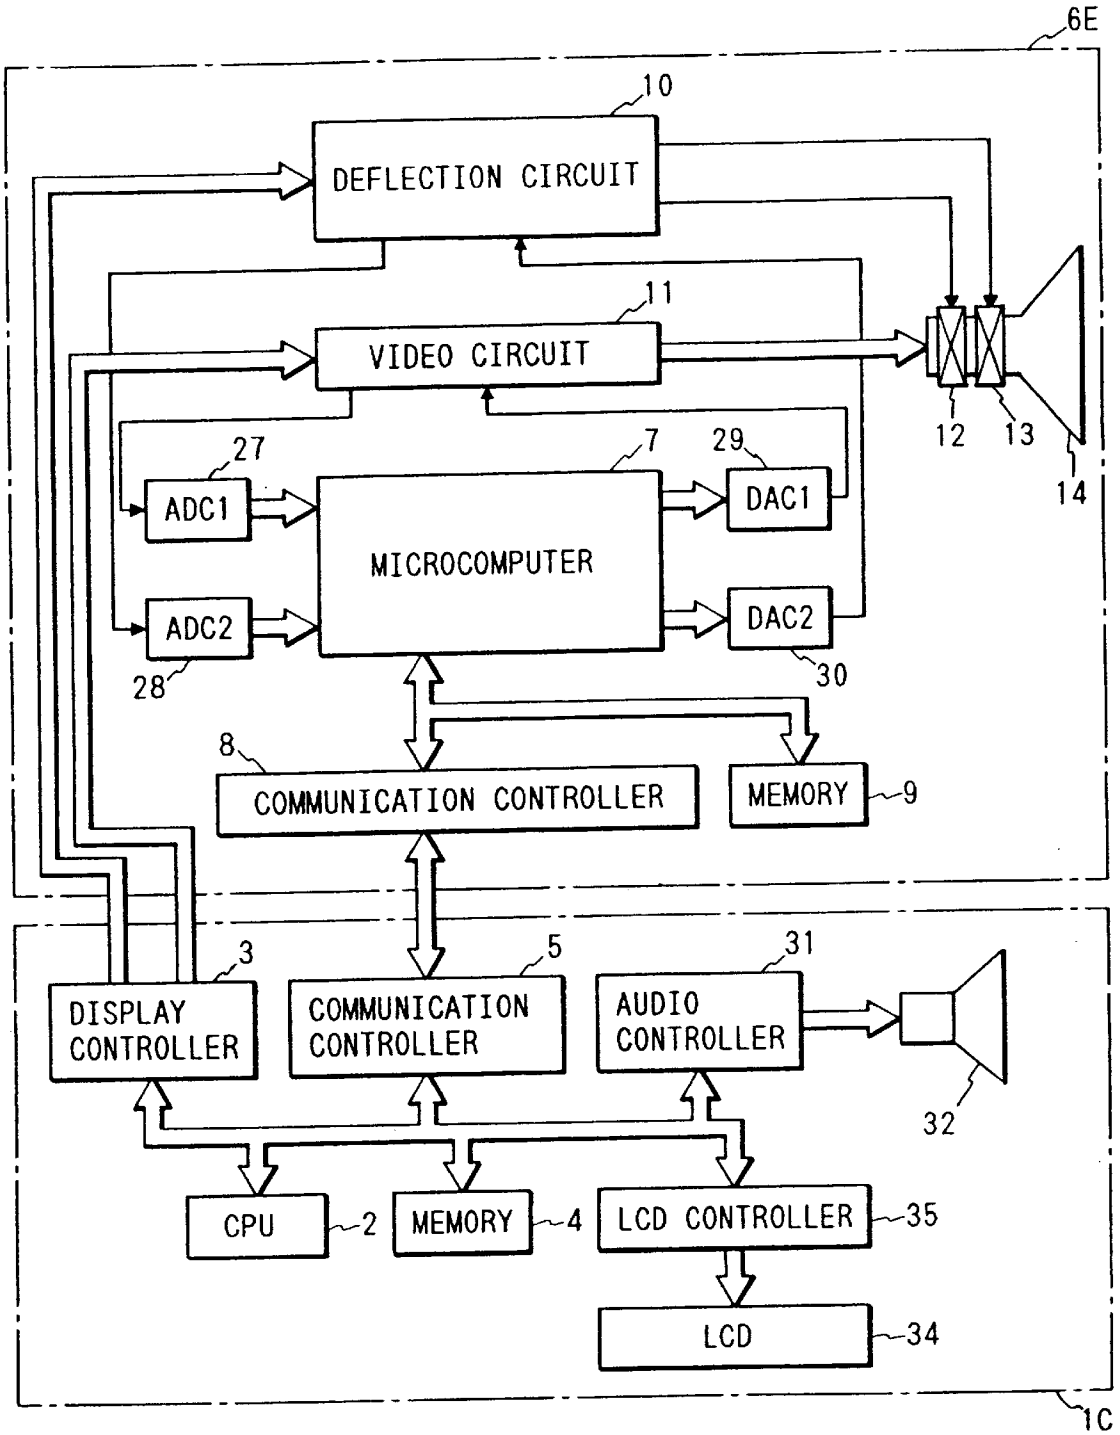 6E
10
DEFLECTION CIRCUIT
11
VIDEO CIRCUIT
12
13
14
27
ADC1
7
29
DAC1
MICROCOMPUTER
ADC2
28
DAC2
30
8
COMMUNICATION CONTROLLER
MEMORY
9
3
DISPLAY
CONTROLLER
5
COMMUNICATION
CONTROLLER
31
AUDIO
CONTROLLER
32
CPU
2
MEMORY
4
LCD CONTROLLER
35
LCD
34
1C